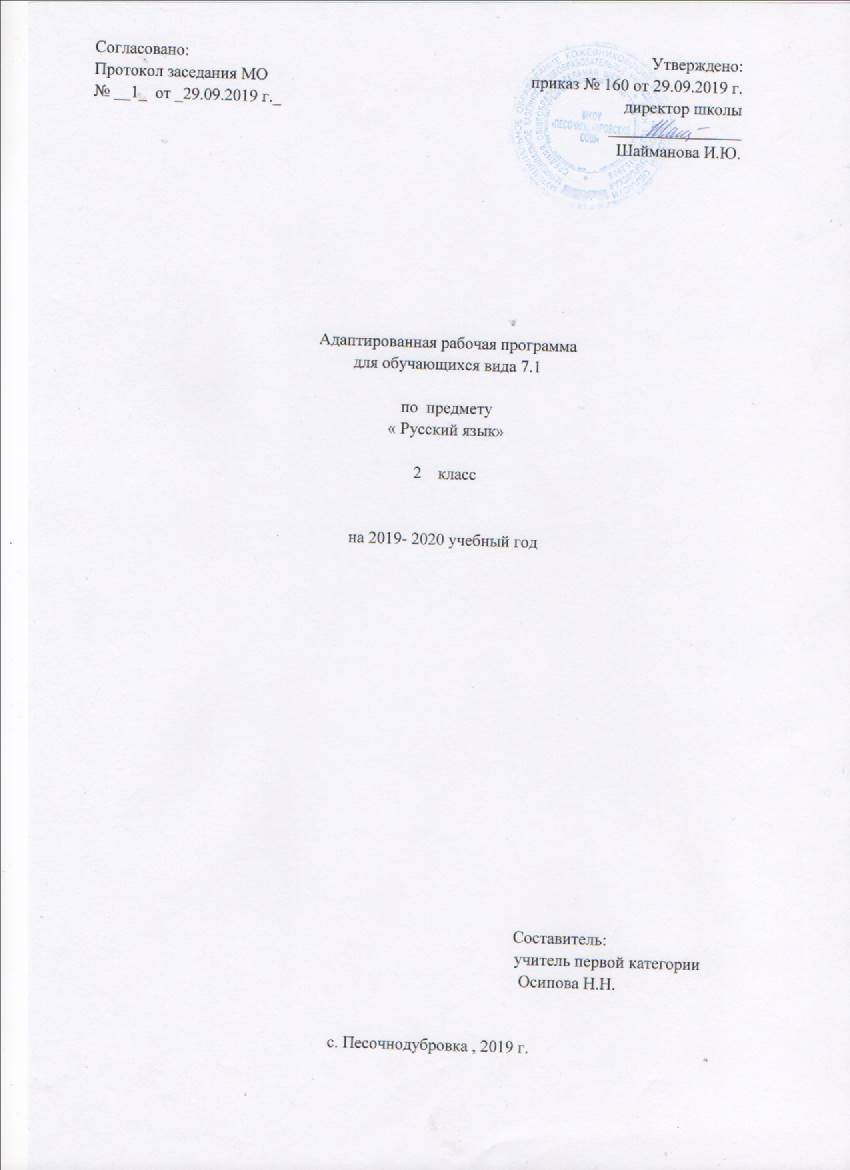 Согласовано:
Протокол заседания МО
№ __1_ от _29.09.2019 г._
Утверждено:
приказ № 160 от 29.09.2019 г.
директор школы
Шайманова И.Ю.
Адаптированная рабочая программа
для обучающихся вида 7.1
по предмету
« Русский язык»
2 класс
на 2019- 2020 учебный год
Составитель:
учитель первой категории
Осипова Н.Н.
с. Песочнодубровка , 2019 г.